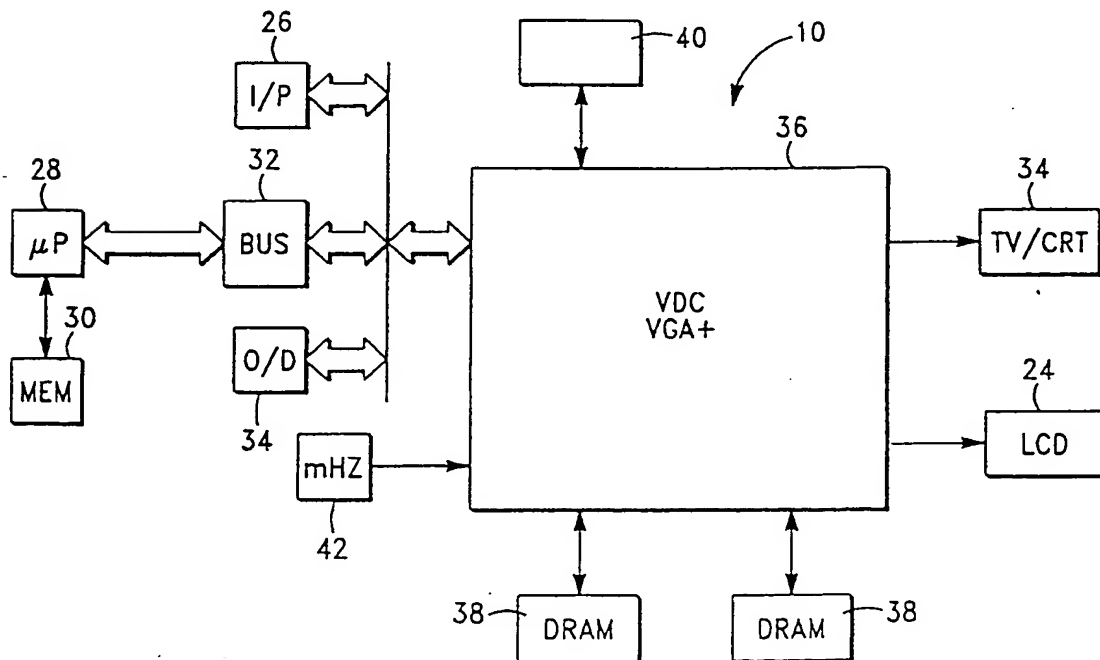 26
40
10
I/P
36
32
28
34
μP
BUS
TV/CRT
VDC
VGA+
30
O/D
24
MEM
34
LCD
mHZ
42
38
DRAM
DRAM
38